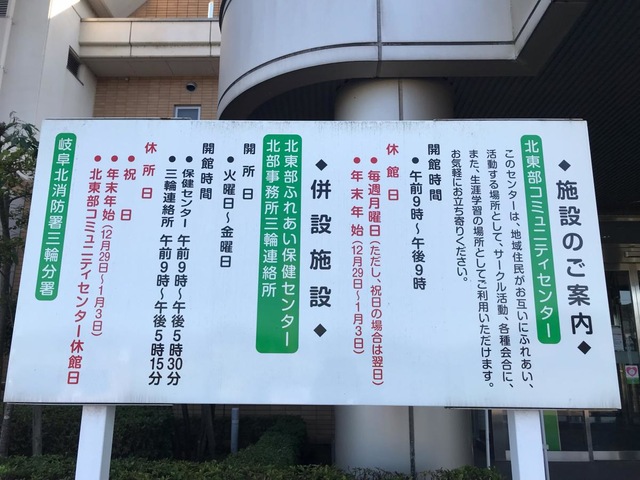 ◆施設のご案内◆
北東部コミュニティセンター
このセンターは、地域住民がお互いにふれあい、
活動する場所として、サークル活動、各種会合に、
また、生涯学習の場所としてご利用いただけます。
お気軽にお立ち寄りください。
開館時間
●午前9時～午後9時
休館日
●毎週月曜日(ただし、祝日の場合は翌日)
●年末年始(12月29日～1月3日)
◆併設施設◆
北東部ふれあい保健センター
北部事務所三輪連絡所
開所日
●火曜日～金曜日
開館時間
●保健センター 午前9時～午後5時30分
●三輪連絡所 午前9時～午後5時15分
休所日
●祝日
●年末年始(12月29日～1月3日)
●北東部コミュニティセンター休館日
岐阜北消防署三輪分署